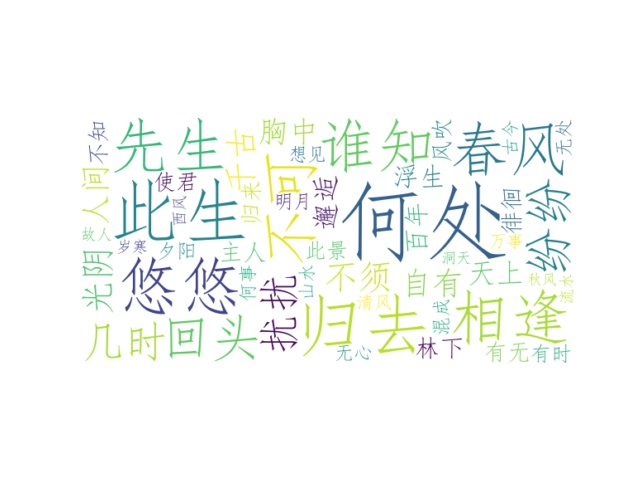 不知
先生
千古
胸中
谁知
风吹
春风
古今
无处
想见
人间
使君
归来
不可
邂逅
浮生
徘徊
纷纷
此生
西风
明月
何处
百年
故人
岁寒
夕阳
主人
此景
万事
洞天
光阴
悠悠
何事
扰扰
山水
不须
自有
天上
秋风
流水
清风
混成
几时
回头
归去
相逢
无心
林下
有无
有时